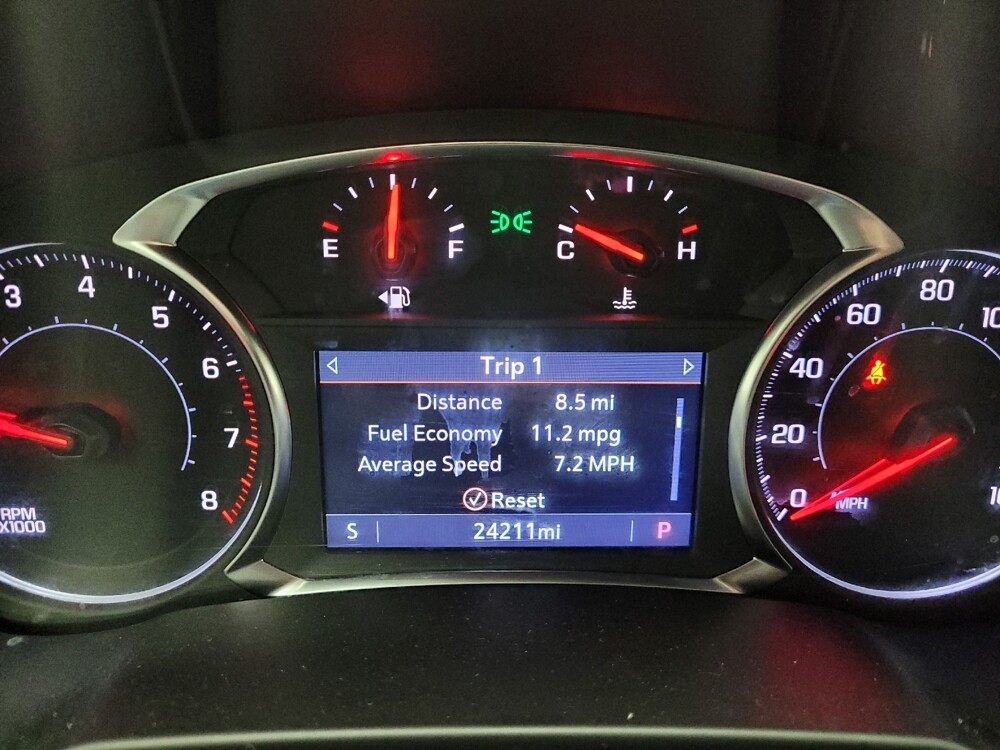 E F C H
3 4 5 6 7 8
RPM
X1000
Trip 1
Distance 8.5 mi
Fuel Economy 11.2 mpg
Average Speed 7.2 MPH
Reset
S 24211mi P
0 20 40 60 80
MPH